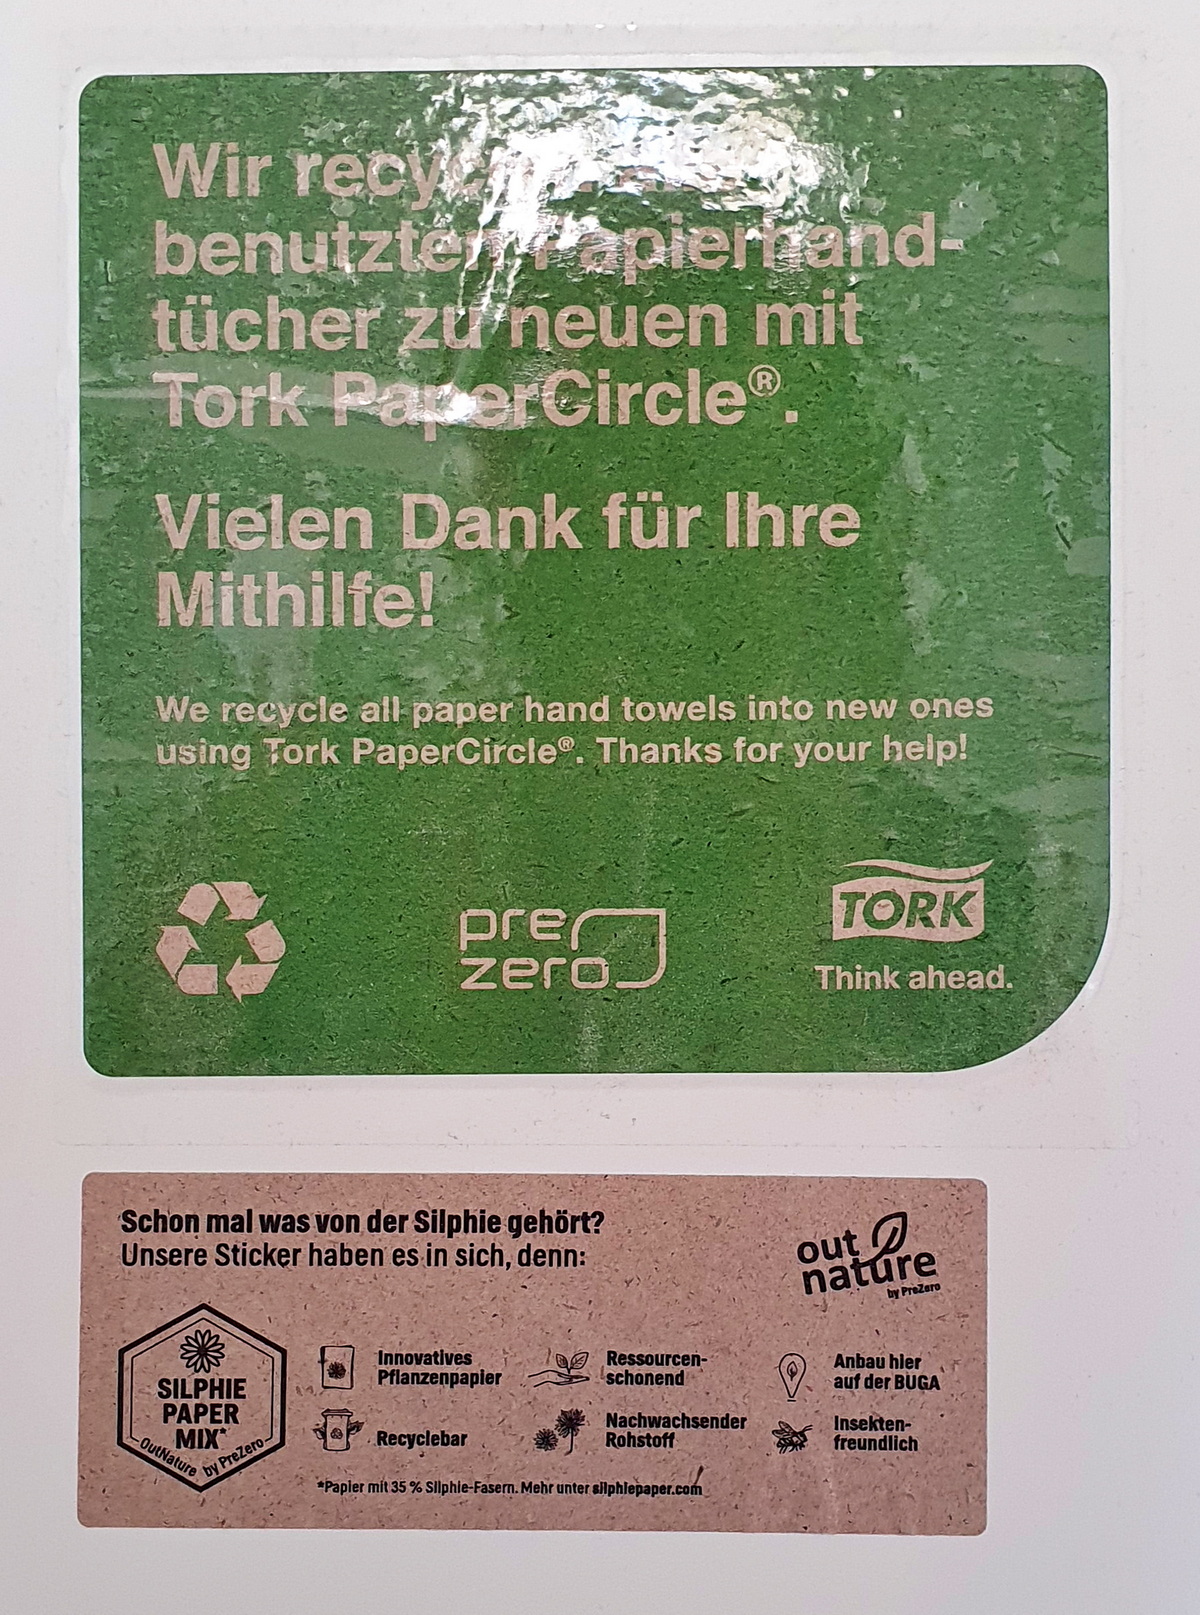 Wir recyceln alle
benutzten Papierhand-
tücher zu neuen mit
Tork PaperCircle®.
Vielen Dank für Ihre
Mithilfe!
We recycle all paper hand towels into new ones
using Tork PaperCircle®. Thanks for your help!
pre
zero
TORK
Think ahead.
Schon mal was von der Silphie gehört?
Unsere Sticker haben es in sich, denn:
out
nature
by PreZero
SILPHIE
PAPER
MIX*
OutNature by PreZero
Innovatives
Pflanzenpapier
Ressourcen-
schonend
Anbau hier
auf der BUGA
Recyclebar
Nachwachsender
Rohstoff
Insekten-
freundlich
*Papier mit 35 % Silphie-Fasern. Mehr unter silphiepaper.com